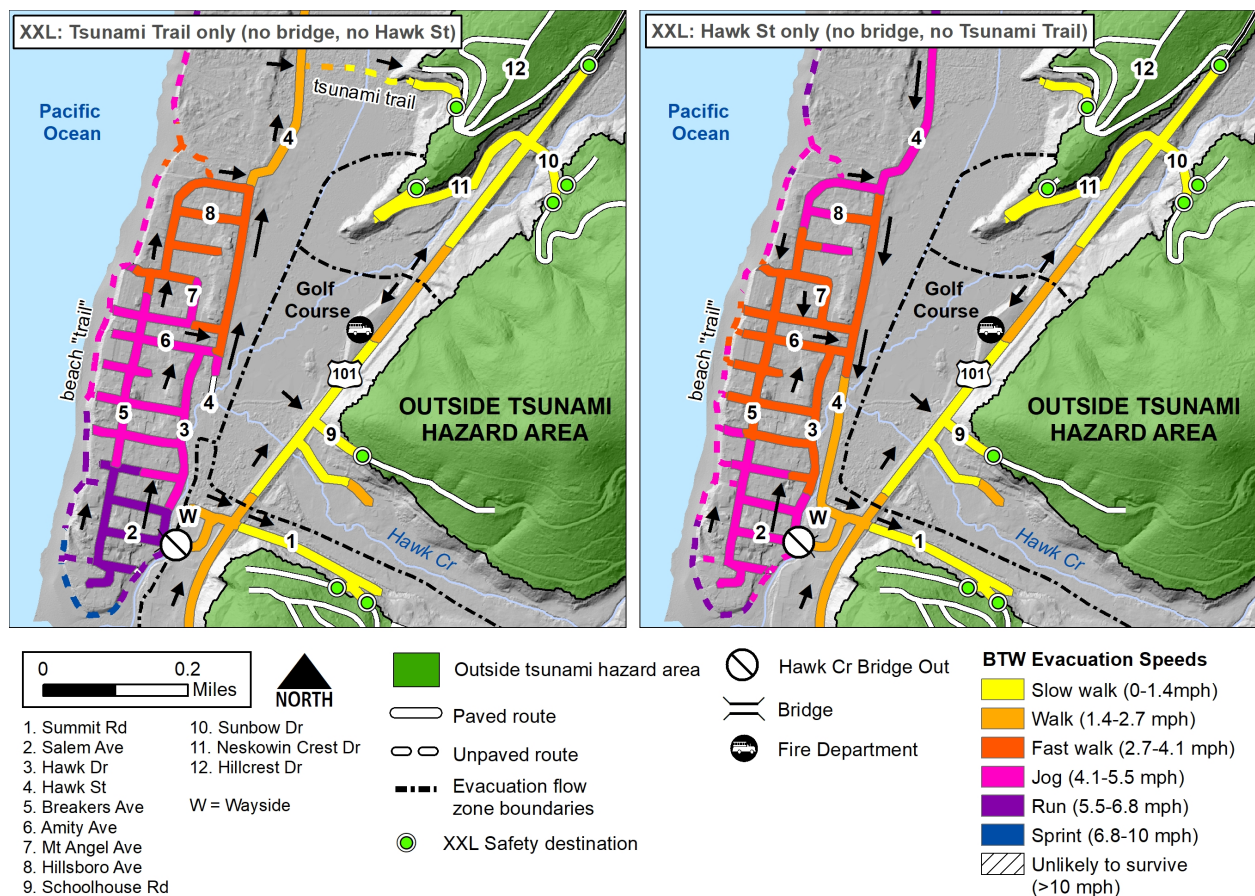 XXL: Tsunami Trail only (no bridge, no Hawk St)
12
tsunami trail
Pacific
Ocean
4
10
11
8
Golf
Course
7
beach "trail"
6
101
4
OUTSIDE TSUNAMI
HAZARD AREA
5
3
9
W
2
1
Hawk Cr
XXL: Hawk St only (no bridge, no Tsunami Trail)
12
Pacific
Ocean
4
10
11
8
Golf
Course
7
beach "trail"
6
101
4
OUTSIDE TSUNAMI
HAZARD AREA
5
3
9
W
2
1
Hawk Cr
0 0.2
Miles
NORTH
1. Summit Rd
2. Salem Ave
3. Hawk Dr
4. Hawk St
5. Breakers Ave
6. Amity Ave
7. Mt Angel Ave
8. Hillsboro Ave
9. Schoolhouse Rd
10. Sunbow Dr
11. Neskowin Crest Dr
12. Hillcrest Dr
W = Wayside
Outside tsunami hazard area
Paved route
Unpaved route
Evacuation flow
zone boundaries
XXL Safety destination
Hawk Cr Bridge Out
Bridge
Fire Department
BTW Evacuation Speeds
Slow walk (0-1.4mph)
Walk (1.4-2.7 mph)
Fast walk (2.7-4.1 mph)
Jog (4.1-5.5 mph)
Run (5.5-6.8 mph)
Sprint (6.8-10 mph)
Unlikely to survive
(>10 mph)